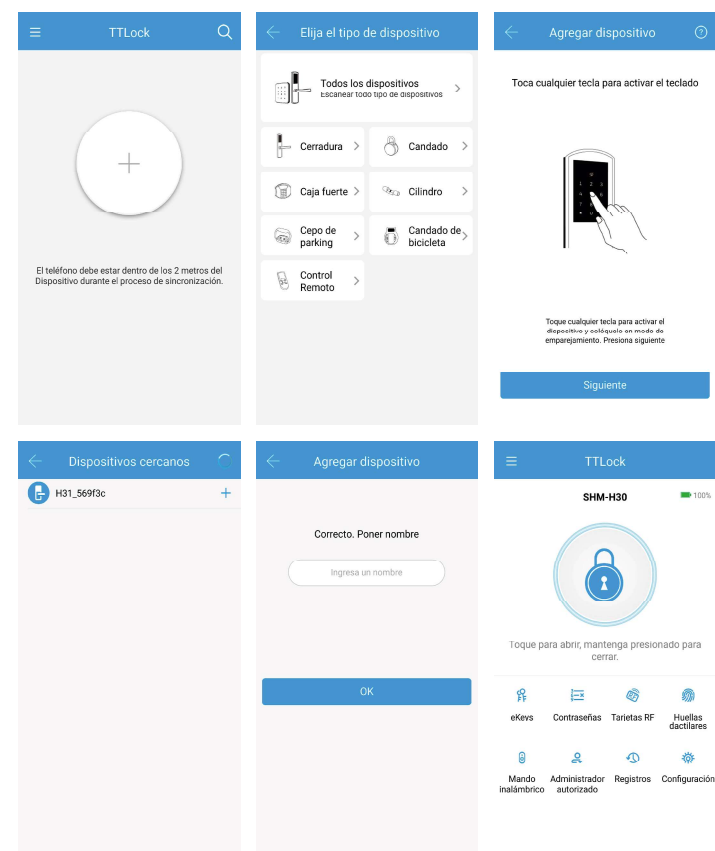 TTLock
El teléfono debe estar dentro de los 2 metros del
Dispositivo durante el proceso de sincronización.
Elija el tipo de dispositivo
Todos los dispositivos
Escanear todo tipo de dispositivos
Cerradura
Candado
Caja fuerte
Cilindro
Cepo de
parking
Candado de
bicicleta
Control
Remoto
Agregar dispositivo
Toca cualquier tecla para activar el teclado
Toque cualquier tecla para activar el
dispositivo y colóquelo en modo de
emparejamiento. Presiona siguiente
Siguiente
Dispositivos cercanos
H31_569f3c
Agregar dispositivo
Correcto. Poner nombre
Ingresa un nombre
OK
TTLock
SHM-H30
100%
Toque para abrir, mantenga presionado para
cerrar.
eKeys
Contraseñas
Tarjetas RF
Huellas
dactilares
Mando
inalámbrico
Administrador
autorizado
Registros
Configuración